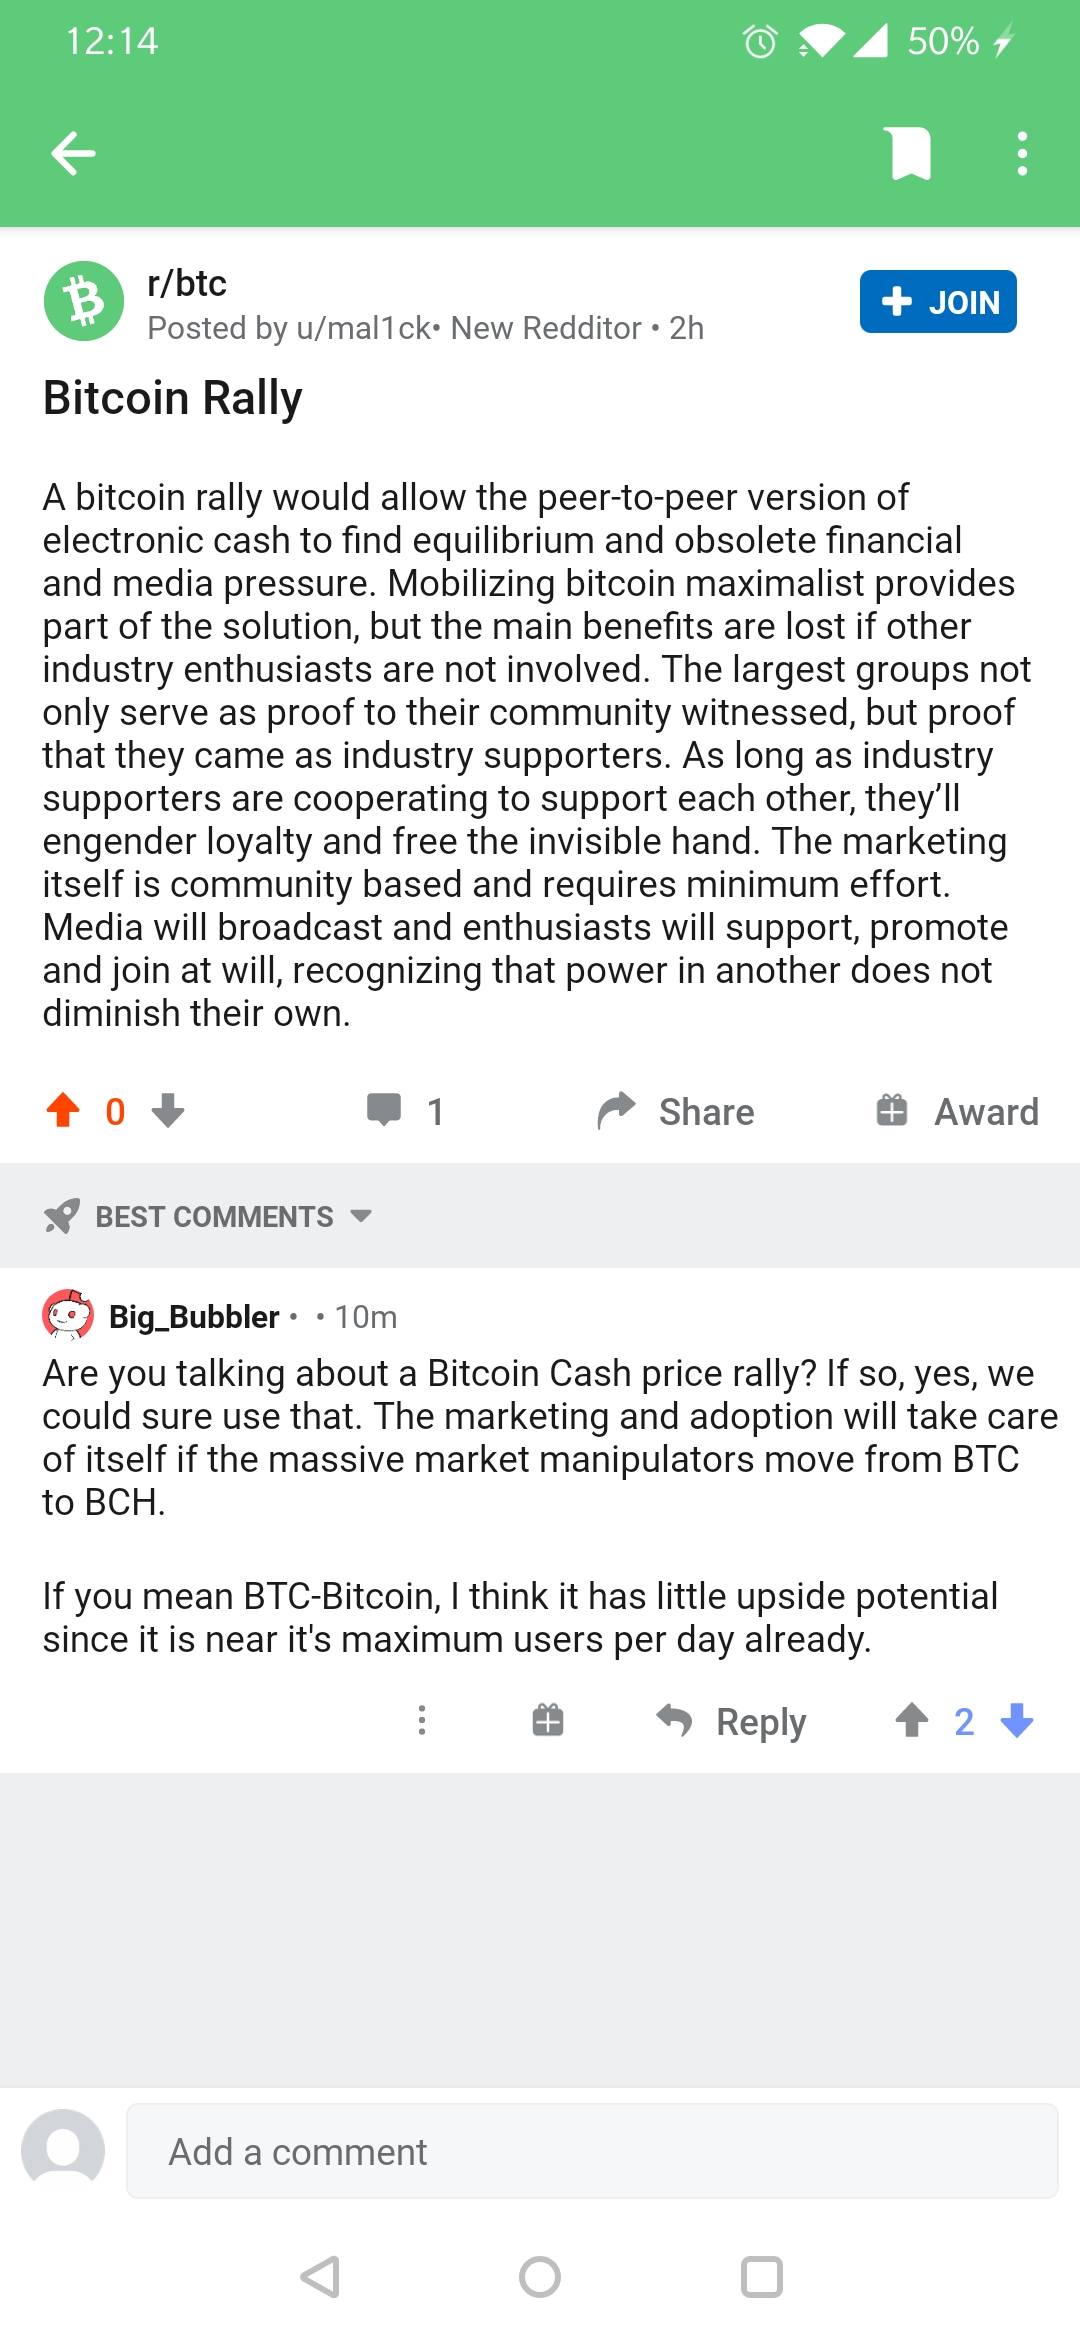 12:14
50%
r/btc
Posted by u/mal1ck• New Redditor • 2h
JOIN
Bitcoin Rally
A bitcoin rally would allow the peer-to-peer version of
electronic cash to find equilibrium and obsolete financial
and media pressure. Mobilizing bitcoin maximalist provides
part of the solution, but the main benefits are lost if other
industry enthusiasts are not involved. The largest groups not
only serve as proof to their community witnessed, but proof
that they came as industry supporters. As long as industry
supporters are cooperating to support each other, they’ll
engender loyalty and free the invisible hand. The marketing
itself is community based and requires minimum effort.
Media will broadcast and enthusiasts will support, promote
and join at will, recognizing that power in another does not
diminish their own.
0
1
Share
Award
BEST COMMENTS
Big_Bubbler • • 10m
Are you talking about a Bitcoin Cash price rally? If so, yes, we
could sure use that. The marketing and adoption will take care
of itself if the massive market manipulators move from BTC
to BCH.
If you mean BTC-Bitcoin, I think it has little upside potential
since it is near it's maximum users per day already.
Reply
2
Add a comment